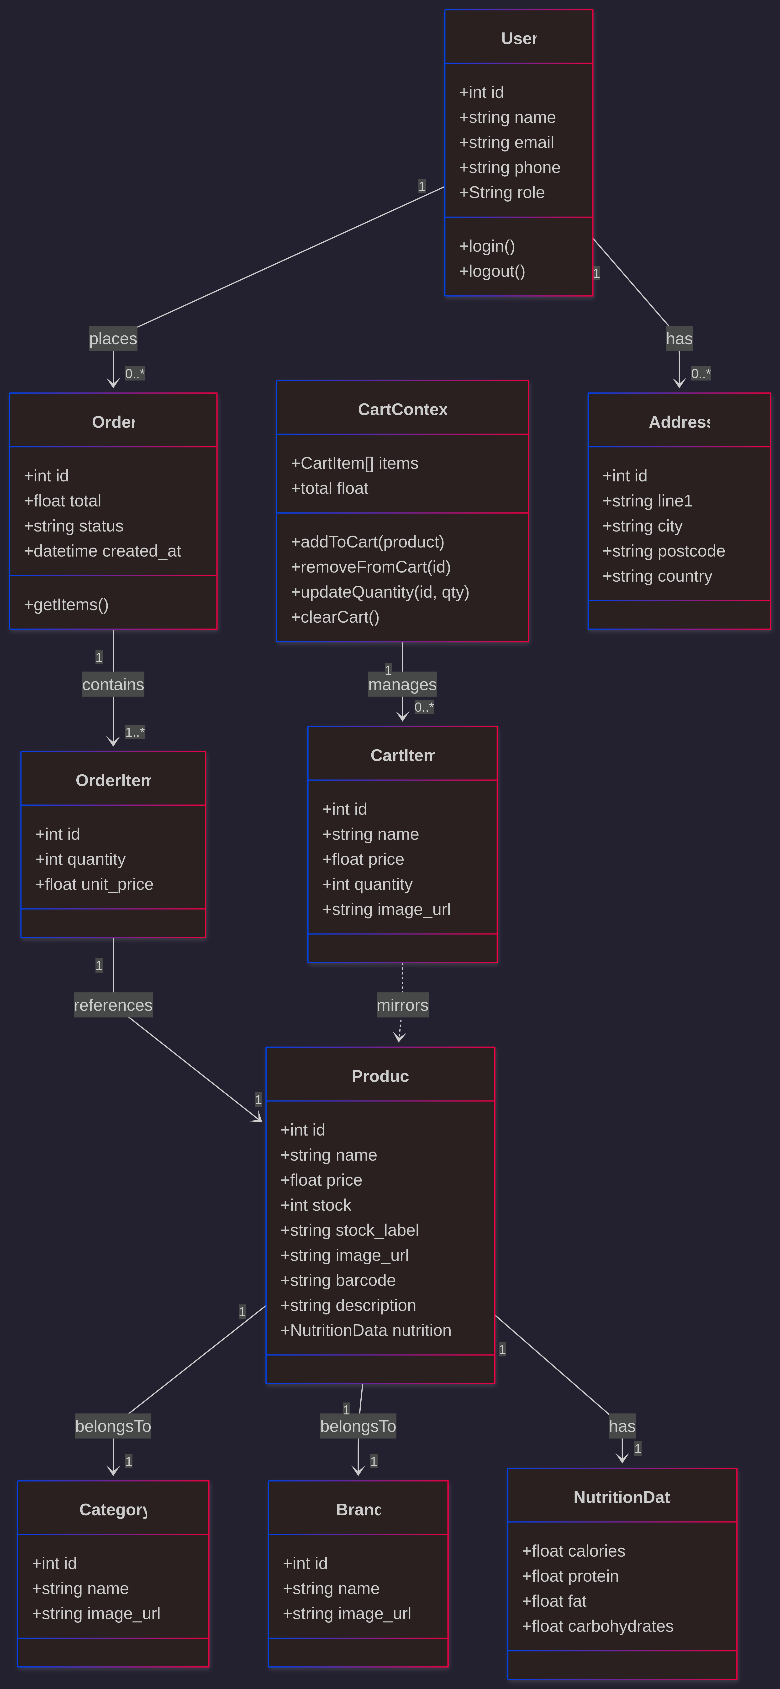 User
+int id
+string name
+string email
+string phone
+String role
+login()
+logout()
1
1
places
has
0..*
0..*
Order
+int id
+float total
+string status
+datetime created_at
+getItems()
CartContex
+CartItem[] items
+total float
+addToCart(product)
+removeFromCart(id)
+updateQuantity(id, qty)
+clearCart()
Address
+int id
+string line1
+string city
+string postcode
+string country
1
contains
1..*
1
manages
0..*
OrderItem
+int id
+int quantity
+float unit_price
CartItem
+int id
+string name
+float price
+int quantity
+string image_url
1
references
1
mirrors
Produc
+int id
+string name
+float price
+int stock
+string stock_label
+string image_url
+string barcode
+string description
+NutritionData nutrition
1
belongsTo
1
1
belongsTo
1
1
has
1
Category
+int id
+string name
+string image_url
Brand
+int id
+string name
+string image_url
NutritionDat
+float calories
+float protein
+float fat
+float carbohydrates